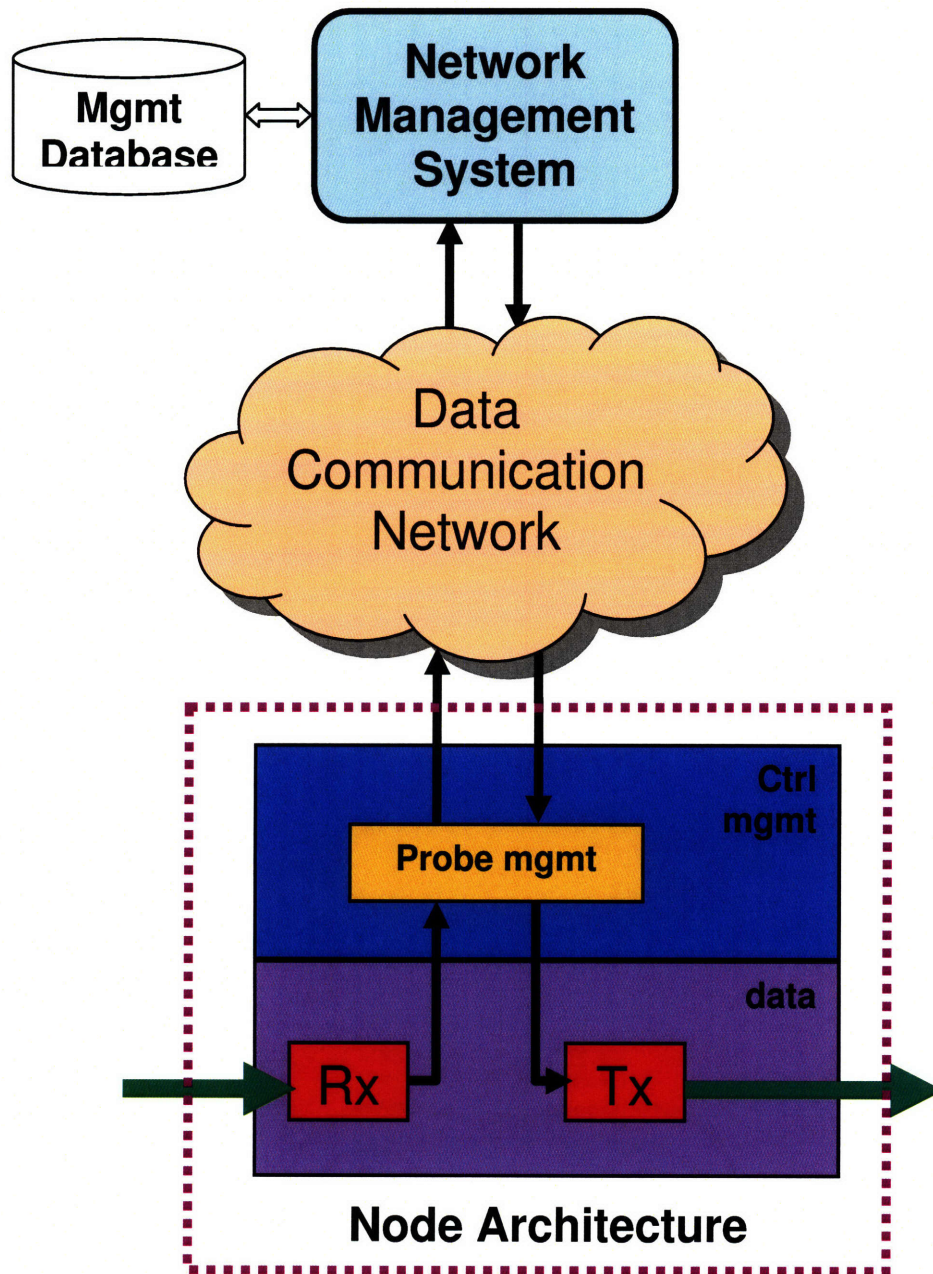 Mgmt
Database
Network
Management
System
Data
Communication
Network
Ctrl
mgmt
Probe mgmt
data
Rx
Tx
Node Architecture